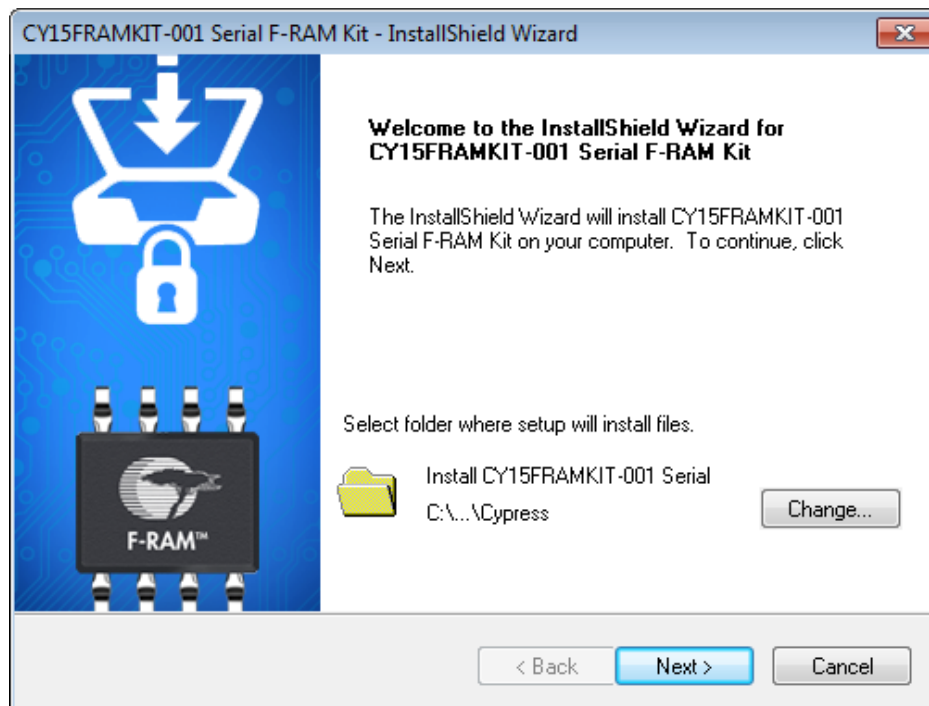 CY15FRAMKIT-001 Serial F-RAM Kit - InstallShield Wizard
Welcome to the InstallShield Wizard for
CY15FRAMKIT-001 Serial F-RAM Kit
The InstallShield Wizard will install CY15FRAMKIT-001
Serial F-RAM Kit on your computer. To continue, click
Next.
Select folder where setup will install files.
Install CY15FRAMKIT-001 Serial
C:\...\Cypress
Change...
F-RAM™
< Back
Next >
Cancel